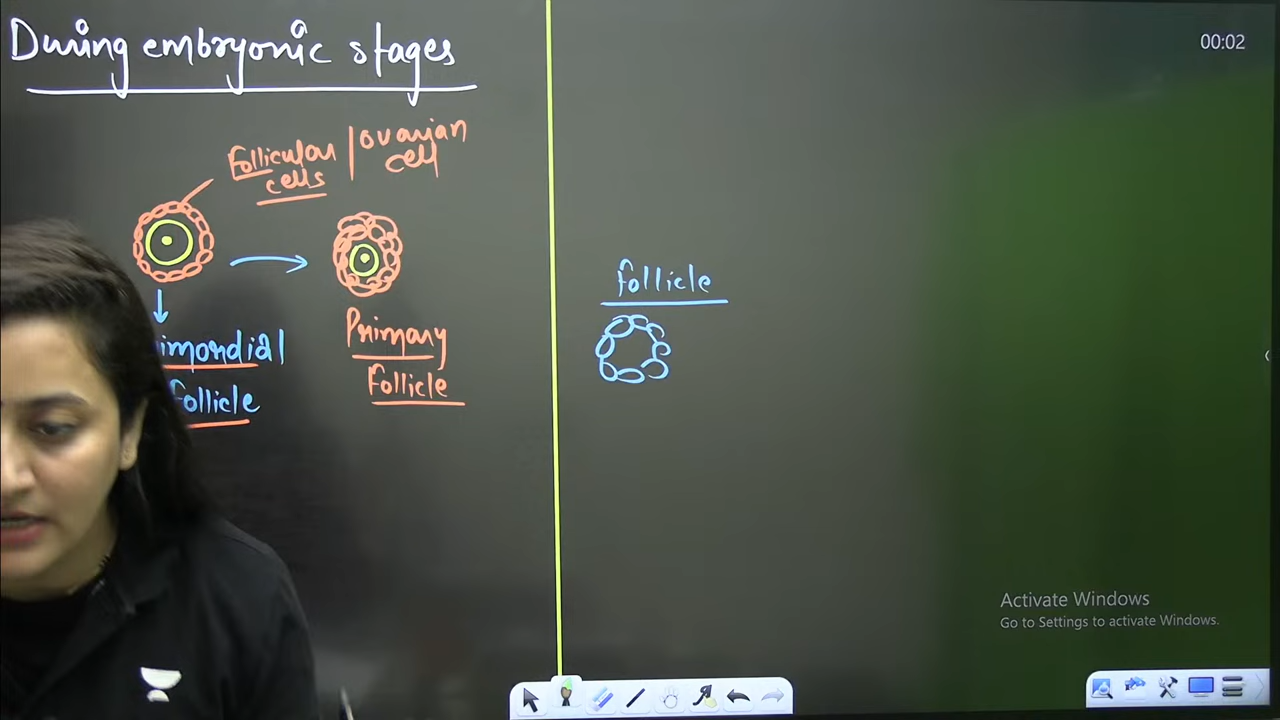 During embryonic stages
Follicular | ovarian
cells cell
imordial
follicle
Primary
Follicle
follicle
00:02
Activate Windows
Go to Settings to activate Windows.